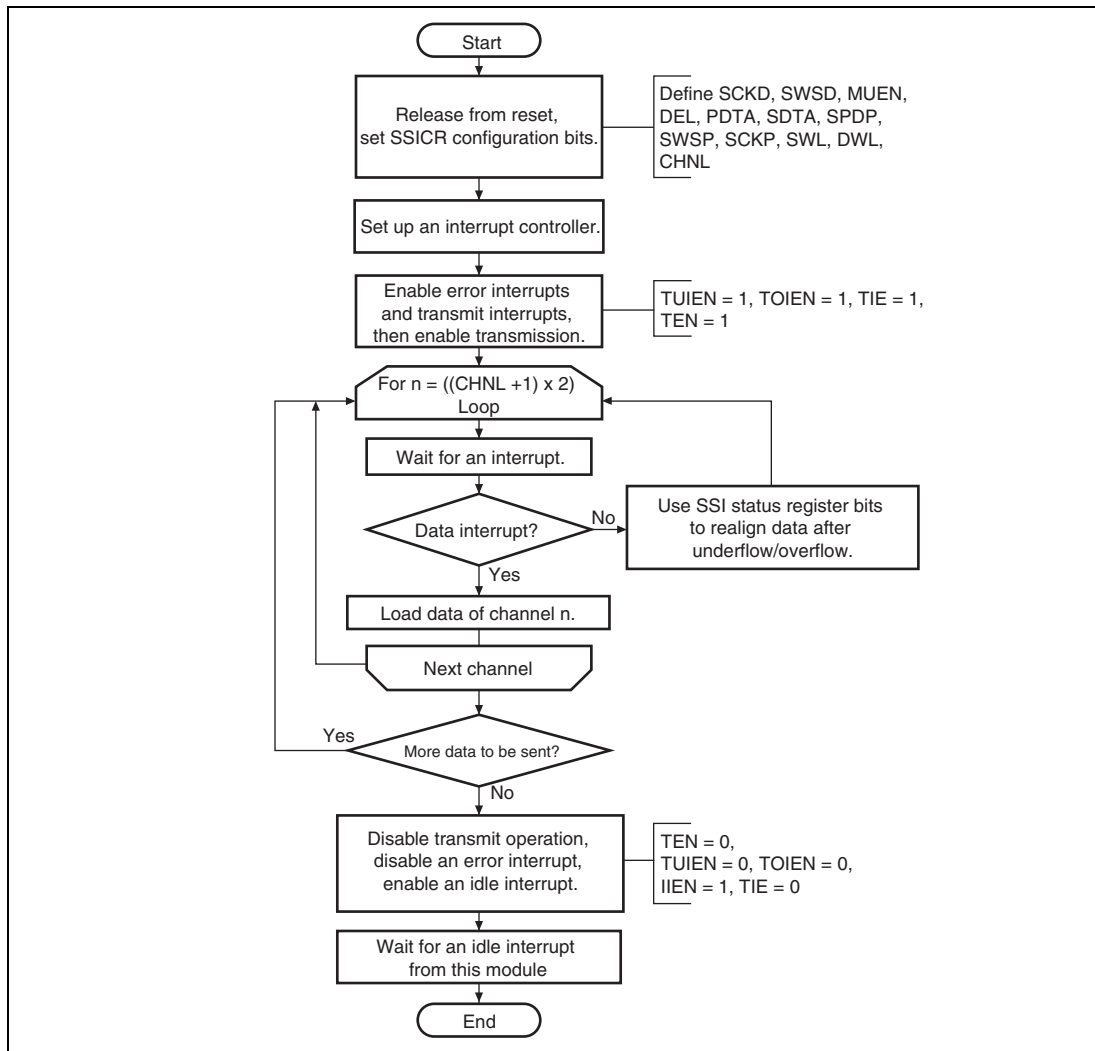 Start
Release from reset,
set SSICR configuration bits.
Define SCKD, SWSD, MUEN,
DEL, PDTA, SDTA, SPDP,
SWSP, SCKP, SWL, DWL,
CHNL
Set up an interrupt controller.
Enable error interrupts
and transmit interrupts,
then enable transmission.
TUIEN = 1, TOIEN = 1, TIE = 1,
TEN = 1
For n = ((CHNL +1) x 2)
Loop
Wait for an interrupt.
Data interrupt?
No
Use SSI status register bits
to realign data after
underflow/overflow.
Yes
Load data of channel n.
Next channel
Yes
More data to be sent?
No
Disable transmit operation,
disable an error interrupt,
enable an idle interrupt.
TEN = 0,
TUIEN = 0, TOIEN = 0,
IIEN = 1, TIE = 0
Wait for an idle interrupt
from this module
End